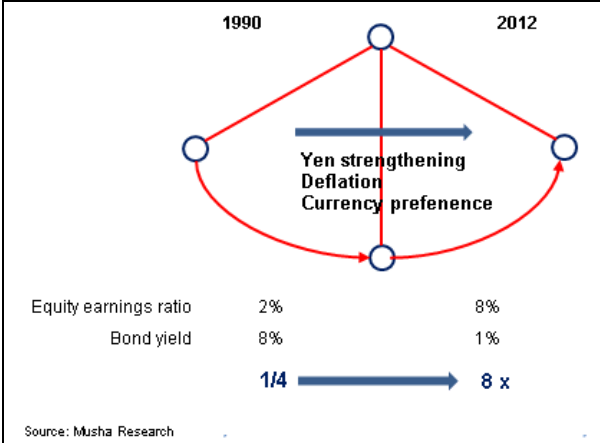 1990 2012
Yen strengthening
Deflation
Currency prefenence
Equity earnings ratio 2% 8%
Bond yield 8% 1%
1/4 8 x
Source: Musha Research